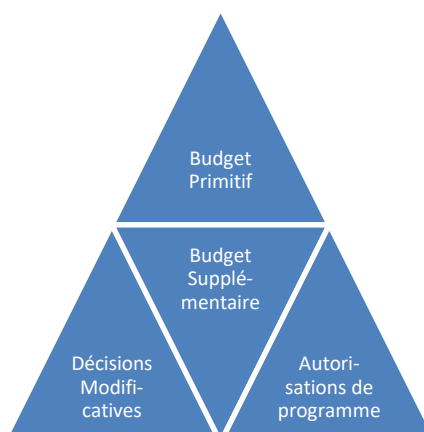 Budget
Primitif
Budget
Supplé-
mentaire
Décisions
Modifi-
catives
Autori-
sations de
programme